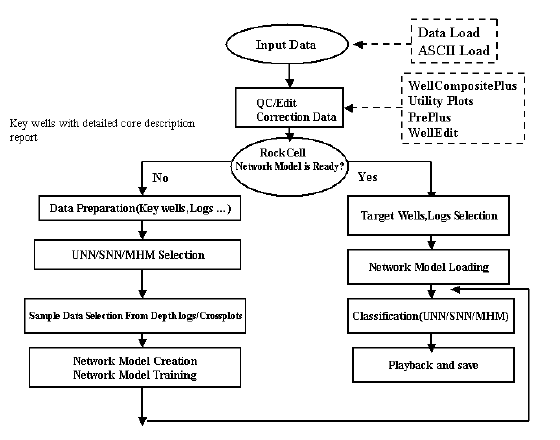 Input Data
Data Load
ASCII Load
QC/Edit
Correction Data
WellCompositePlus
Utility Plots
PrePlus
WellEdit
Key wells with detailed core description
report
RockCell
Network Model is Ready?
No
Yes
Data Preparation(Key wells,Logs ...)
UNN/SNN/MHM Selection
Sample Data Selection From Depth logs/Crossplots
Network Model Creation
Network Model Training
Target Wells,Logs Selection
Network Model Loading
Classification(UNN/SNN/MHM)
Playback and save